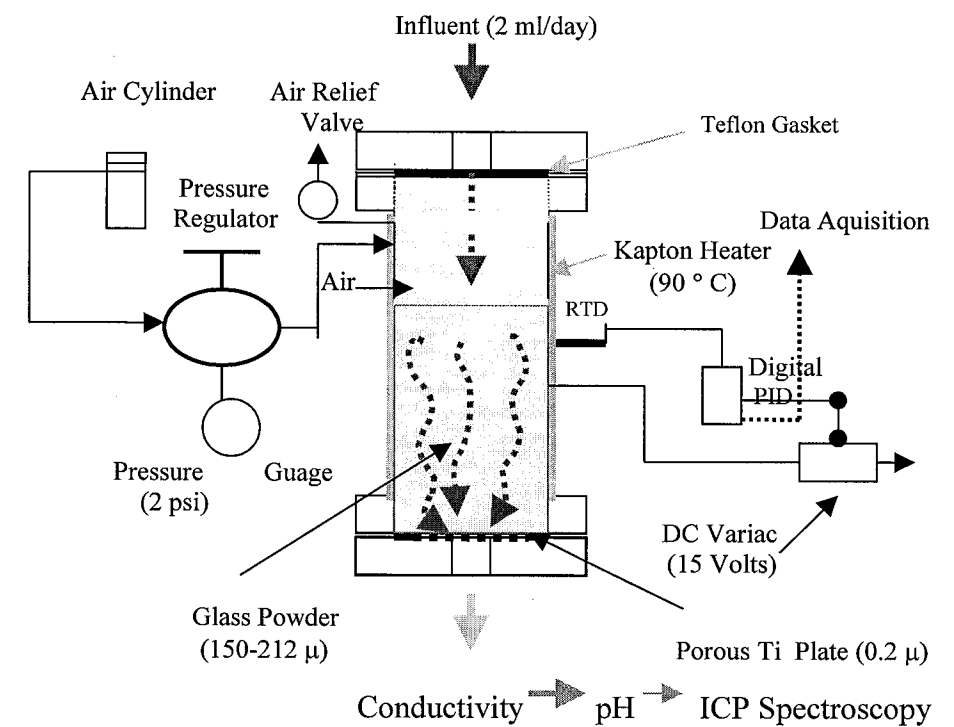 Influent (2 ml/day)
Air Cylinder
Air Relief
Valve
Teflon Gasket
Pressure
Regulator
Data Aquisition
Kapton Heater
(90 ° C)
Air
RTD
Digital
PID
Pressure Guage
(2 psi)
DC Variac
(15 Volts)
Glass Powder
(150-212 μ)
Porous Ti Plate (0.2 μ)
Conductivity pH ICP Spectroscopy